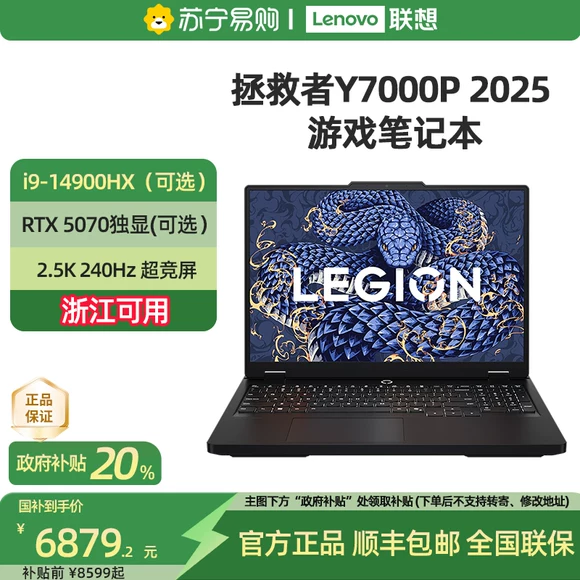 苏宁易购 Lenovo 联想
拯救者Y7000P 2025
游戏笔记本
i9-14900HX（可选）
RTX 5070独显(可选)
2.5K 240Hz 超竞屏
浙江可用
LEGION
正品
保证
政府补贴20%
国补到手价
¥6879.2 元
补贴前 ¥8599起
主图下方“政府补贴”处领取补贴(下单后不支持转寄、修改地址)
官方正品 顺丰包邮 全国联保